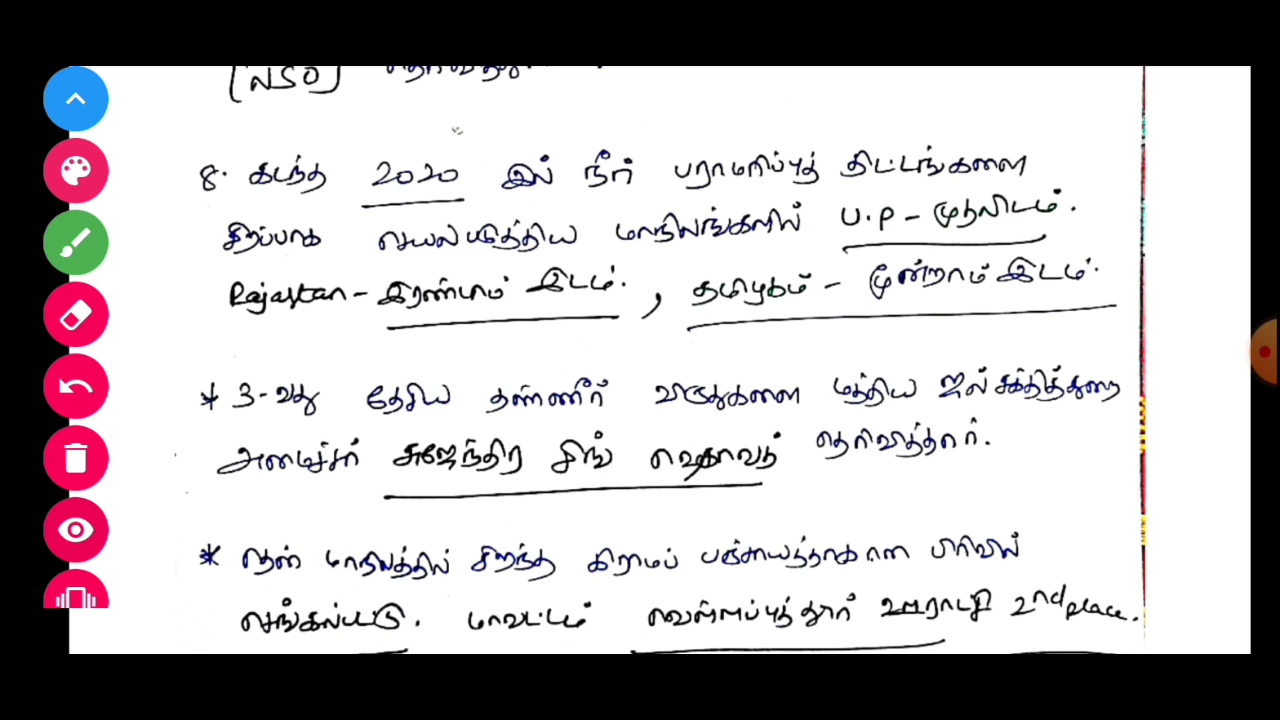 (NSO)
8. கடந்த 2020 இல் நீர் பராமரிப்புத் திட்டங்களை
சிறப்பாக செயல்படுத்திய மாநிலங்களில் U.P - முதலிடம்.
Rajastan - இரண்டாம் இடம். , தமிழகம் - மூன்றாம் இடம்.
* 3-வது தேசிய தண்ணீர் விருதுகளை மத்திய ஜல்சக்தித்துறை
அமைச்சர் கஜேந்திர சிங் ஷெகாவத் தெரிவித்தார்.
* தென் மாநிலத்தில் சிறந்த கிராமப் பஞ்சாயத்தாகான பிரிவில்
செங்கல்பட்டு. மாவட்டம் வெள்ளப்புத்தூர் ஊராட்சி 2nd place.